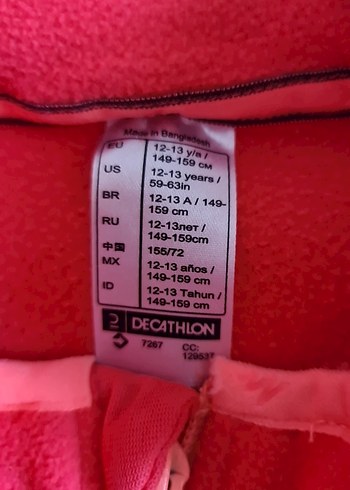 Made in Bangladesh
EU 12-13 y/a /
149-159 см
US 12-13 years /
59-63in
BR 12-13 A / 149-
159 cm
RU 12-13лет /
149-159cm
中国 155/72
MX 12-13 años /
149-159 cm
ID 12-13 Tahun /
149-159 cm
DECATHLON
7267 CC:
129537